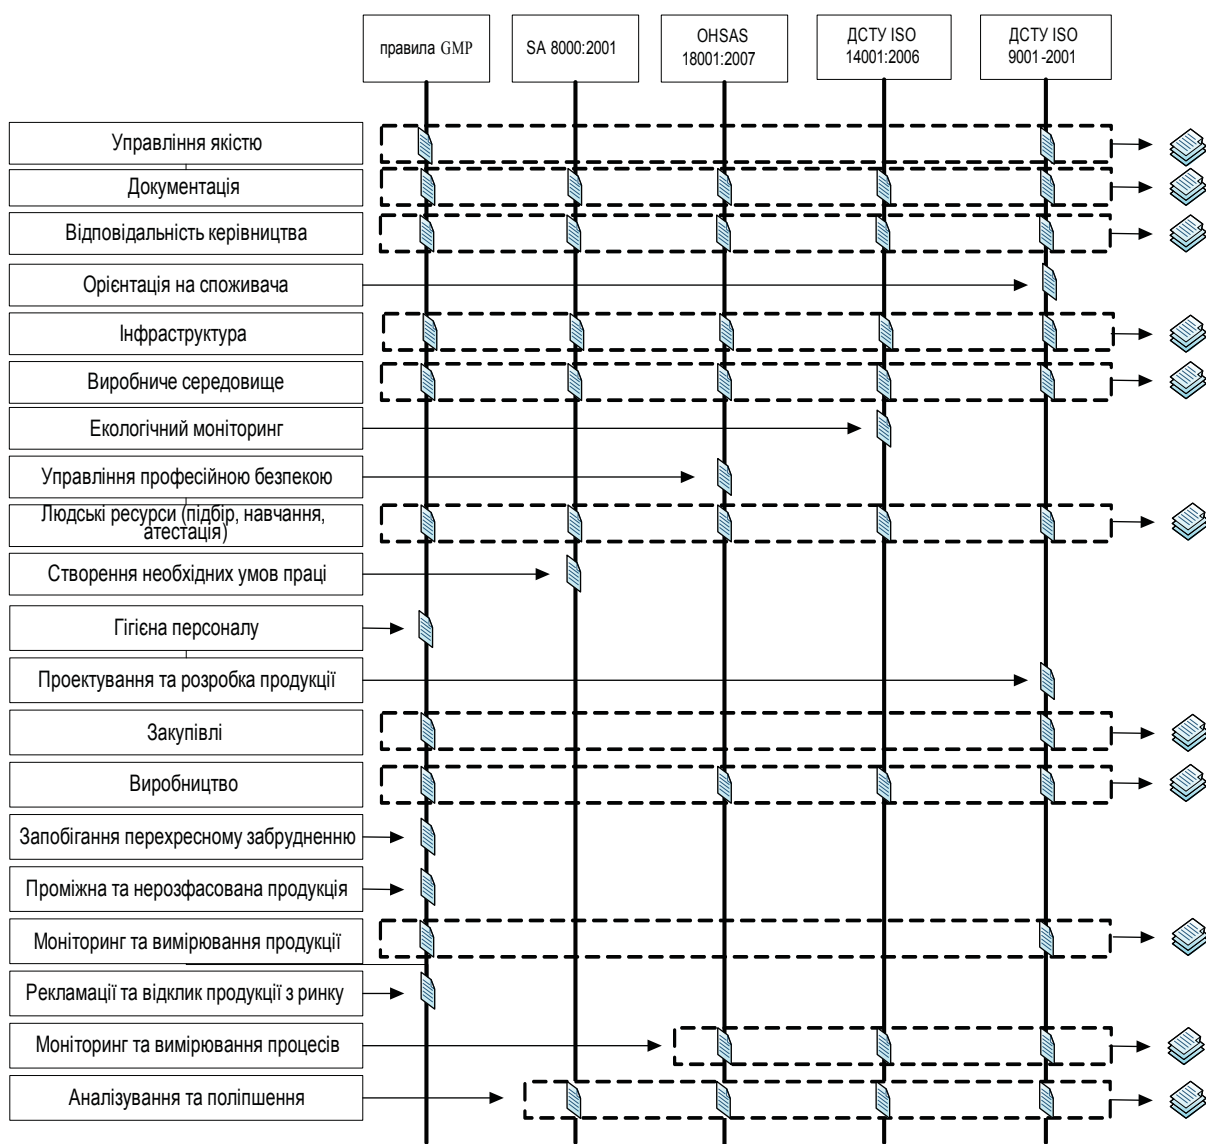 правила GMP
SA 8000:2001
OHSAS
18001:2007
ДСТУ ISO
14001:2006
ДСТУ ISO
9001-2001
Управління якістю
Документація
Відповідальність керівництва
Орієнтація на споживача
Інфраструктура
Виробниче середовище
Екологічний моніторинг
Управління професійною безпекою
Людські ресурси (підбір, навчання,
атестація)
Створення необхідних умов праці
Гігієна персоналу
Проектування та розробка продукції
Закупівлі
Виробництво
Запобігання перехресному забрудненню
Проміжна та нерозфасована продукція
Моніторинг та вимірювання продукції
Рекламації та відклик продукції з ринку
Моніторинг та вимірювання процесів
Аналізування та поліпшення